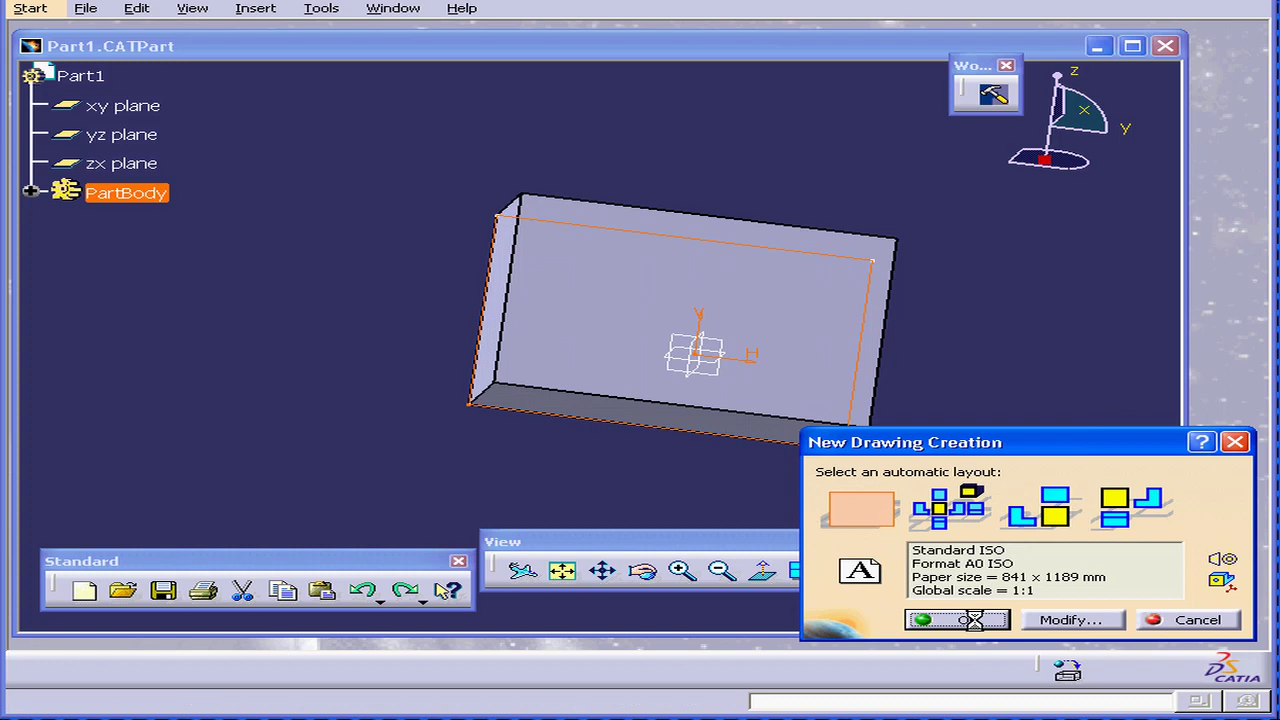 Start File Edit View Insert Tools Window Help
Part1.CATPart
Wo...
Part1
z
xy plane
x
y
yz plane
zx plane
PartBody
V
H
New Drawing Creation
Select an automatic layout:
A
Standard ISO
Format A0 ISO
Paper size = 841 x 1189 mm
Global scale = 1:1
Modify...
Cancel
View
Standard
CATIA